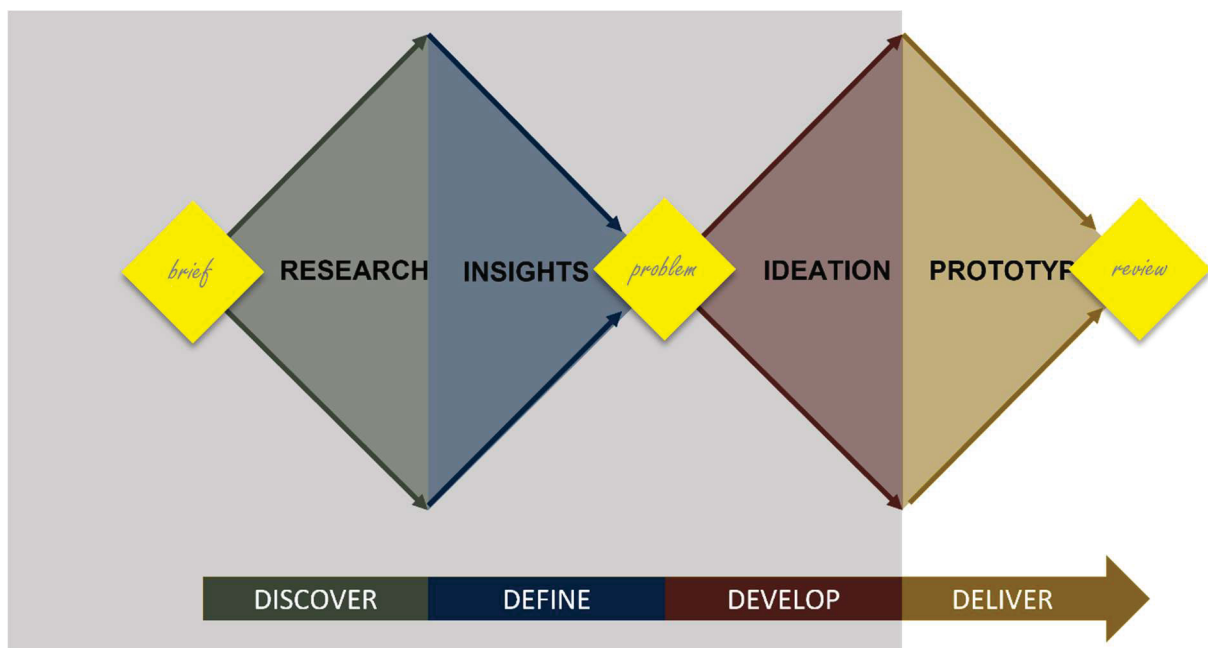 brief
RESEARCH
INSIGHTS
problem
IDEATION
PROTOTYP
review
DISCOVER
DEFINE
DEVELOP
DELIVER